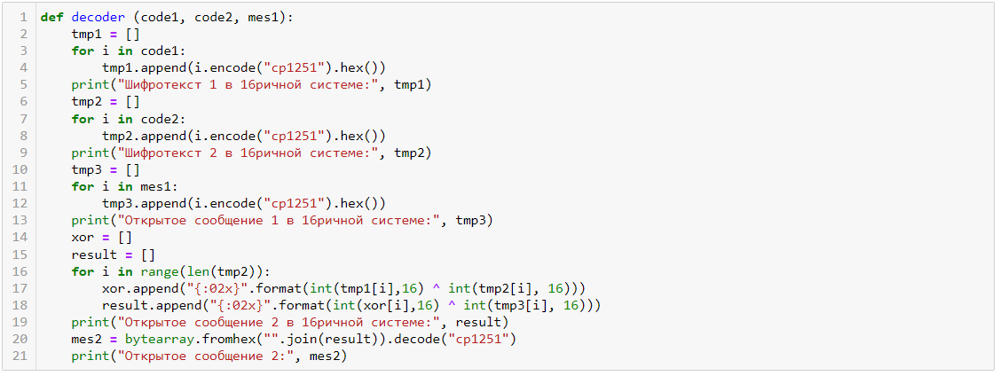 1 def decoder (code1, code2, mes1):
2     tmp1 = []
3     for i in code1:
4         tmp1.append(i.encode("cp1251").hex())
5     print("Шифротекст 1 в 16ричной системе:", tmp1)
6     tmp2 = []
7     for i in code2:
8         tmp2.append(i.encode("cp1251").hex())
9     print("Шифротекст 2 в 16ричной системе:", tmp2)
10     tmp3 = []
11     for i in mes1:
12         tmp3.append(i.encode("cp1251").hex())
13     print("Открытое сообщение 1 в 16ричной системе:", tmp3)
14     xor = []
15     result = []
16     for i in range(len(tmp2)):
17         xor.append("{:02x}".format(int(tmp1[i],16) ^ int(tmp2[i], 16)))
18         result.append("{:02x}".format(int(xor[i],16) ^ int(tmp3[i], 16)))
19     print("Открытое сообщение 2 в 16ричной системе:", result)
20     mes2 = bytearray.fromhex("".join(result)).decode("cp1251")
21     print("Открытое сообщение 2:", mes2)